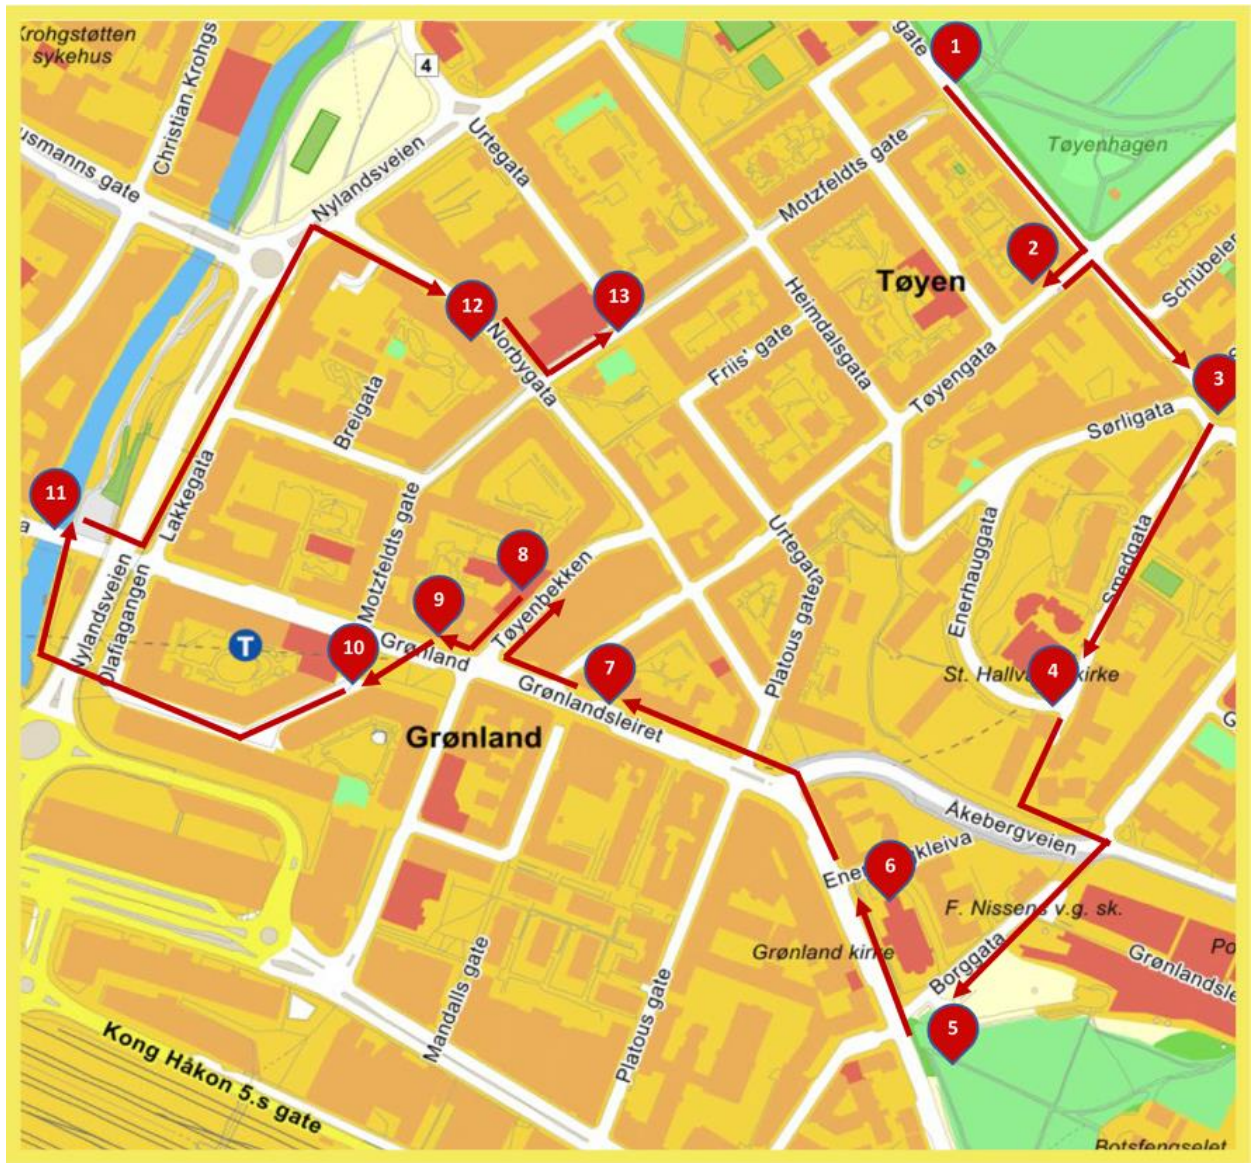 Krohgstøtten
sykehus
Christian Krohgs
4
gate
1
Tøyenhagen
usmanns gate
Nylandsveien
Urtegata
Motzfeldts gate
2
Tøyen
Schübeler
12
13
Norbygata
Heimdalsgata
Friis' gate
Tøyengata
3
Sørligata
Breigata
11
a
Lakkegata
Motzfeldts gate
8
Tøyenbekken
Urtegata
Enerhauggata
Smedgata
Nylandsveien
Olafiagangen
T
9
Grønland
10
Platous gate
4
St. Hallv
kirke
7
Grønlandsleiret
Grønland
G
Åkebergveien
Ene
kleiva
6
F. Nissens v.g. sk.
Grønland kirke
Borggata
Po
Grønlandsle
5
Mandalls gate
Platous gate
Kong Håkon 5.s gate
Botsfengselet